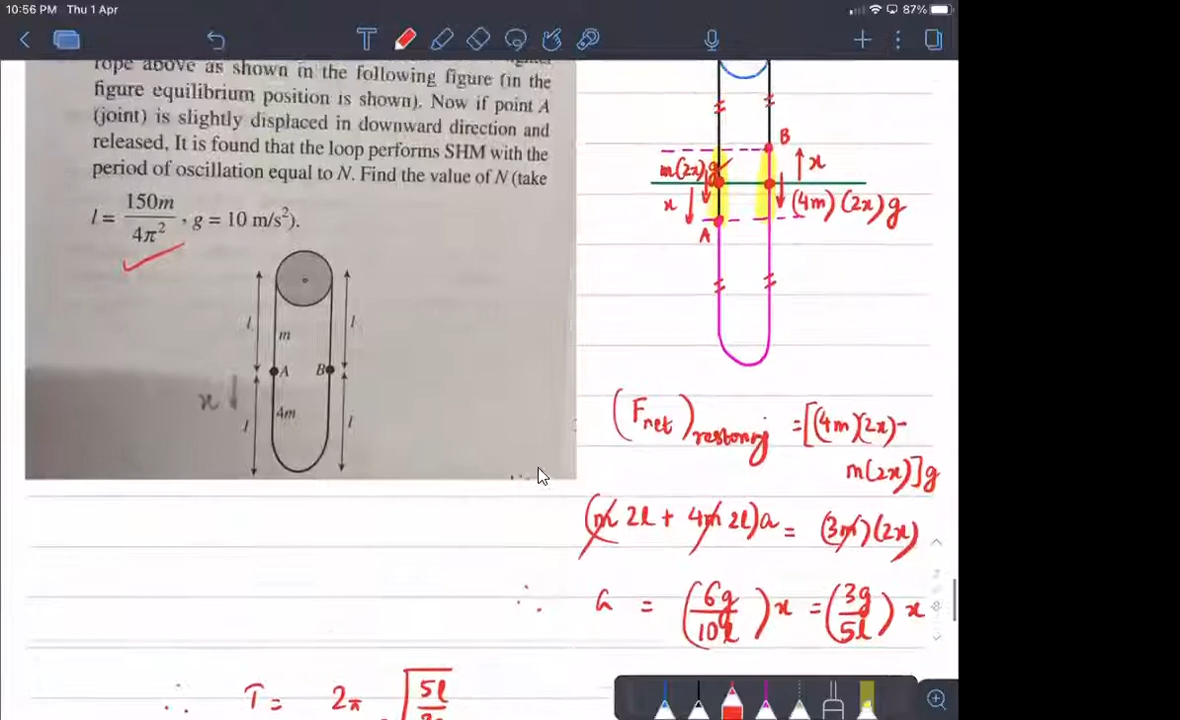 10:56 PM Thu 1 Apr
87%
rope above as shown in the following figure (in the
figure equilibrium position is shown). Now if point A
(joint) is slightly displaced in downward direction and
released, It is found that the loop performs SHM with the
period of oscillation equal to N. Find the value of N (take
l = 150m / 4π² , g = 10 m/s²).
l l
m
A B
x
4m
l l
B
m(2x)g x
x (4m)(2x)g
A
(Fnet)restoring = [(4m)(2x)-
m(2x)]g
(m 2l + 4m 2l)a = (3m)(2x)
∴ a = (6g/10l)x = (3g/5l)x
∴ T = 2π √5l